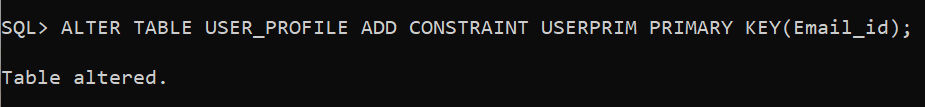 SQL> ALTER TABLE USER_PROFILE ADD CONSTRAINT USERPRIM PRIMARY KEY(Email_id);
Table altered.